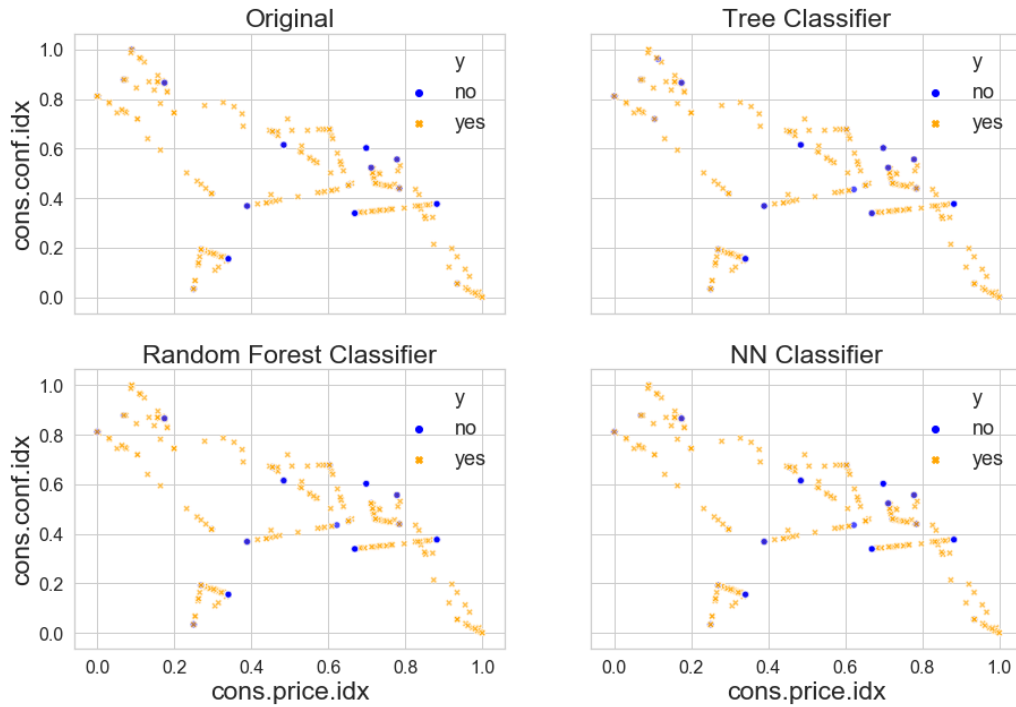 Original
Tree Classifier
1.0
0.8
0.6
0.4
0.2
0.0
cons.conf.idx
y
no
yes
y
no
yes
Random Forest Classifier
NN Classifier
1.0
0.8
0.6
0.4
0.2
0.0
cons.conf.idx
y
no
yes
y
no
yes
0.0 0.2 0.4 0.6 0.8 1.0
0.0 0.2 0.4 0.6 0.8 1.0
cons.price.idx
cons.price.idx